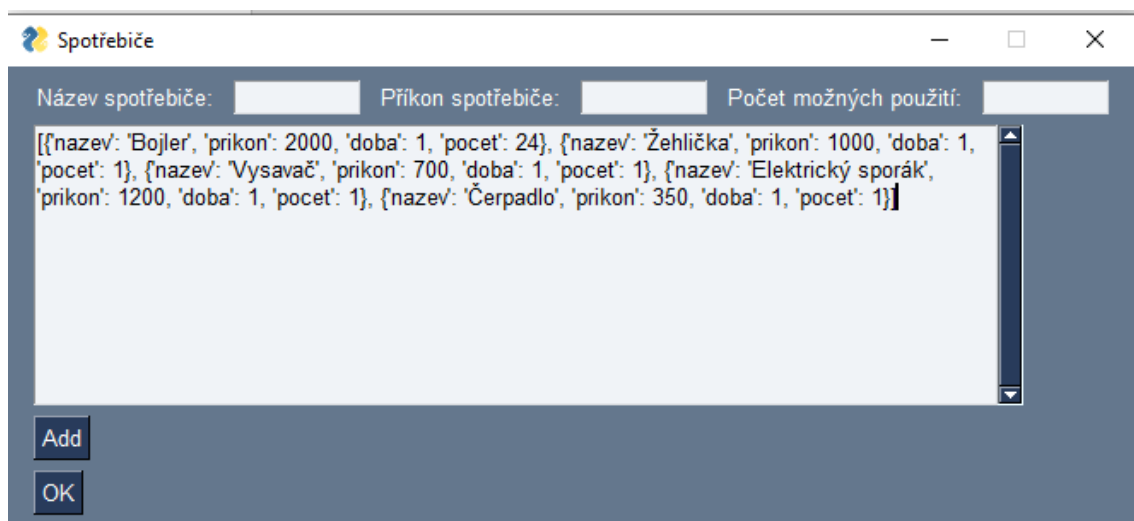 Spotřebiče
Název spotřebiče: Příkon spotřebiče: Počet možných použití:
[{'nazev': 'Bojler', 'prikon': 2000, 'doba': 1, 'pocet': 24}, {'nazev': 'Žehlička', 'prikon': 1000, 'doba': 1,
'pocet': 1}, {'nazev': 'Vysavač', 'prikon': 700, 'doba': 1, 'pocet': 1}, {'nazev': 'Elektrický sporák',
'prikon': 1200, 'doba': 1, 'pocet': 1}, {'nazev': 'Čerpadlo', 'prikon': 350, 'doba': 1, 'pocet': 1}]
Add
OK